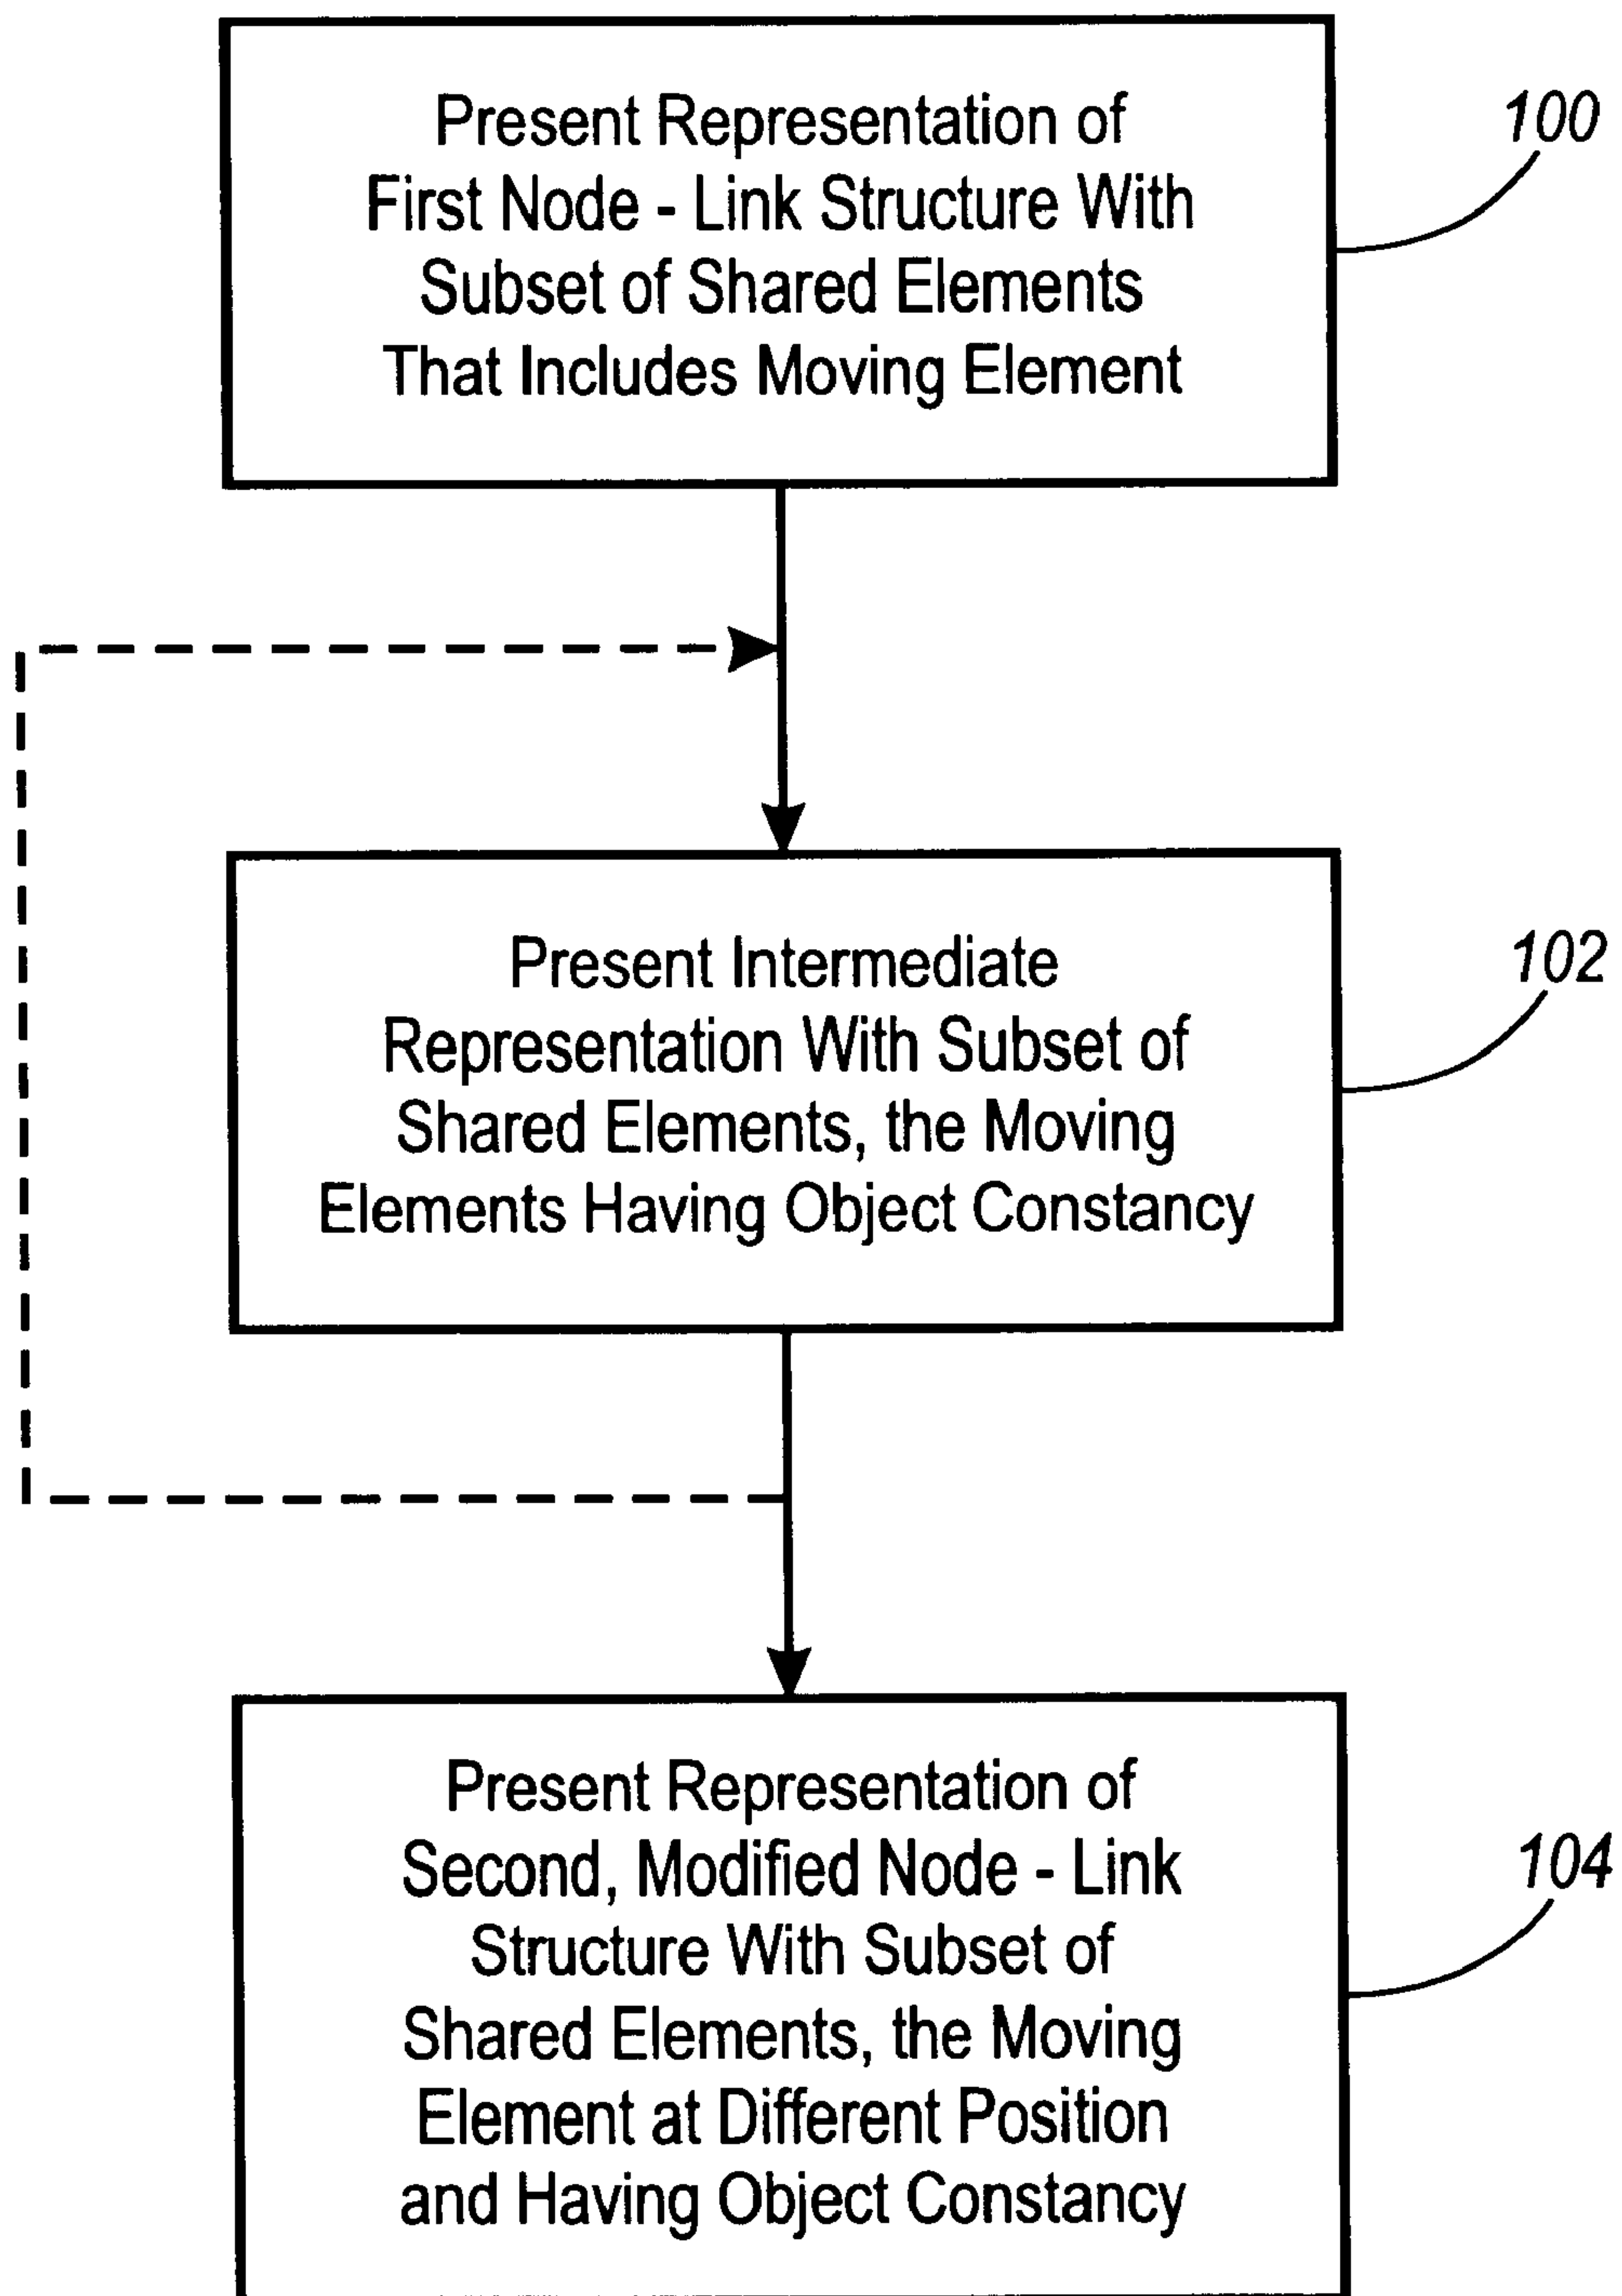 Present Representation of
First Node - Link Structure With
Subset of Shared Elements
That Includes Moving Element
100
Present Intermediate
Representation With Subset of
Shared Elements, the Moving
Elements Having Object Constancy
102
Present Representation of
Second, Modified Node - Link
Structure With Subset of
Shared Elements, the Moving
Element at Different Position
and Having Object Constancy
104